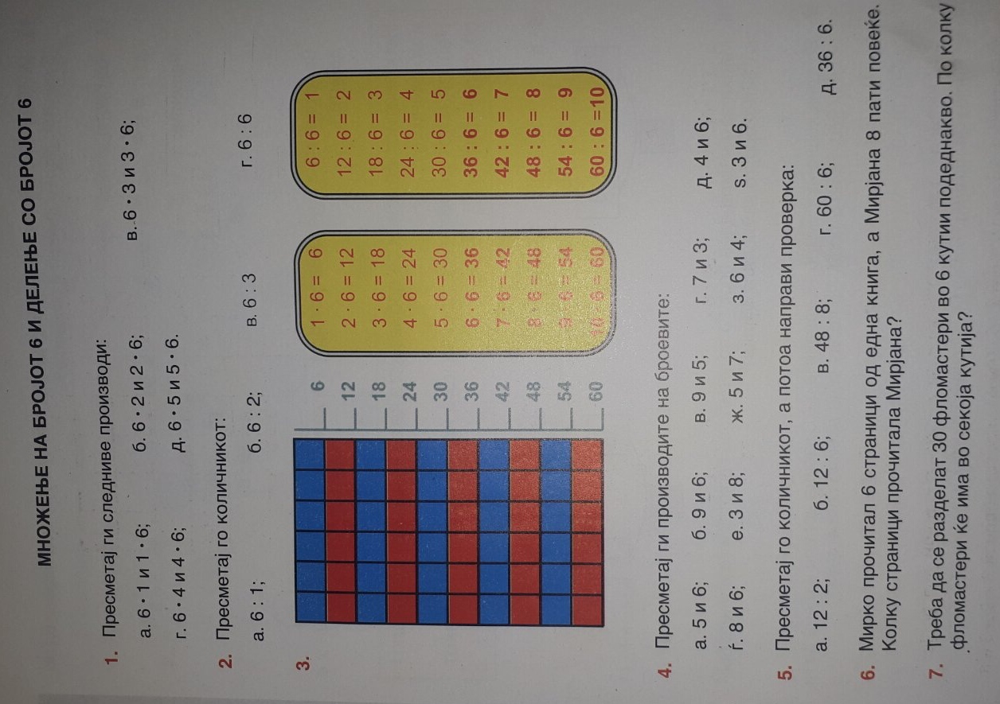 МНОЖЕЊЕ НА БРОЈОТ 6 И ДЕЛЕЊЕ СО БРОЈОТ 6
1. Пресметај ги следниве производи:
а. 6 • 1 и 1 • 6; б. 6 • 2 и 2 • 6; в. 6 • 3 и 3 • 6;
г. 6 • 4 и 4 • 6; д. 6 • 5 и 5 • 6.
2. Пресметај го количникот:
а. 6 : 1; б. 6 : 2; в. 6 : 3 г. 6 : 6
3.
6 1 · 6 = 6 6 : 6 = 1
12 2 · 6 = 12 12 : 6 = 2
18 3 · 6 = 18 18 : 6 = 3
24 4 · 6 = 24 24 : 6 = 4
30 5 · 6 = 30 30 : 6 = 5
36 6 · 6 = 36 36 : 6 = 6
42 7 · 6 = 42 42 : 6 = 7
48 8 · 6 = 48 48 : 6 = 8
54 9 · 6 = 54 54 : 6 = 9
60 10 · 6 = 60 60 : 6 =10
4. Пресметај ги производите на броевите:
а. 5 и 6; б. 9 и 6; в. 9 и 5; г. 7 и 3; д. 4 и 6;
ѓ. 8 и 6; е. 3 и 8; ж. 5 и 7; з. 6 и 4; ѕ. 3 и 6.
5. Пресметај го количникот, а потоа направи проверка:
а. 12 : 2; б. 12 : 6; в. 48 : 8; г. 60 : 6; д. 36 : 6.
6. Мирко прочитал 6 страници од една книга, а Мирјана 8 пати повеќе.
Колку страници прочитала Мирјана?
7. Треба да се разделат 30 фломастери во 6 кутии подеднакво. По колку
фломастери ќе има во секоја кутија?